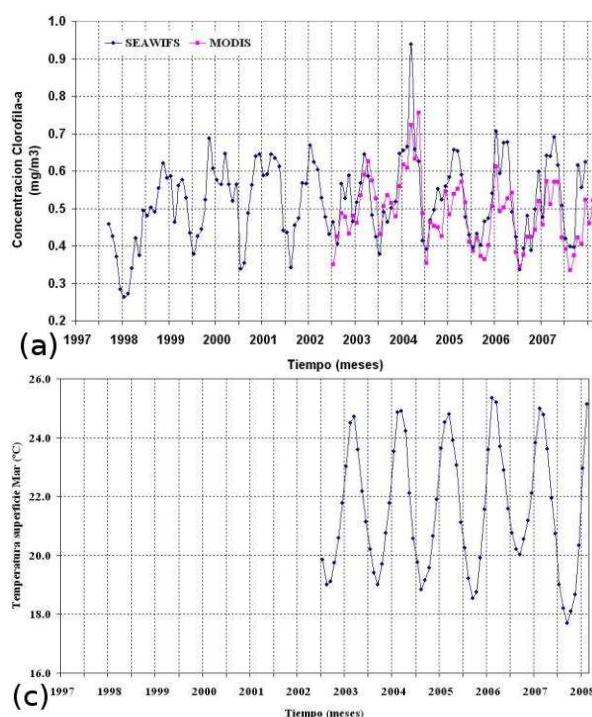 1.0
SEAWIFS MODIS
0.9
0.8
0.7
0.6
0.5
0.4
0.3
0.2
Concentracion Clorofila-a
(mg/m3)
1997 1998 1999 2000 2001 2002 2003 2004 2005 2006 2007
(a)
Tiempo (meses)
26.0
24.0
22.0
20.0
18.0
16.0
Temperatura superficie Mar (°C)
1997 1998 1999 2000 2001 2002 2003 2004 2005 2006 2007 2008
(c)
Tiempo (meses)